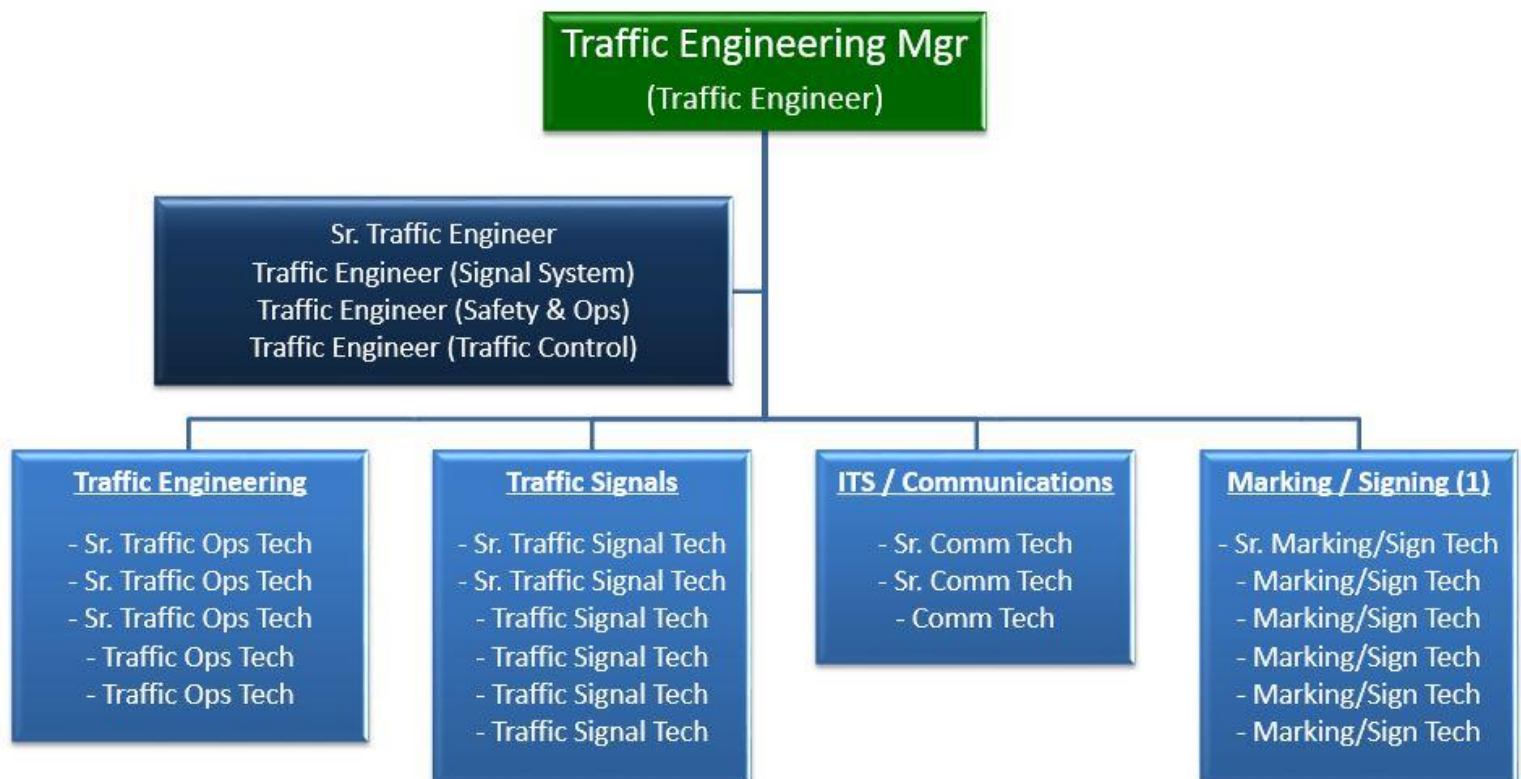 Traffic Engineering Mgr
(Traffic Engineer)
Sr. Traffic Engineer
Traffic Engineer (Signal System)
Traffic Engineer (Safety & Ops)
Traffic Engineer (Traffic Control)
Traffic Engineering
- Sr. Traffic Ops Tech
- Sr. Traffic Ops Tech
- Sr. Traffic Ops Tech
- Traffic Ops Tech
- Traffic Ops Tech
Traffic Signals
- Sr. Traffic Signal Tech
- Sr. Traffic Signal Tech
- Traffic Signal Tech
- Traffic Signal Tech
- Traffic Signal Tech
- Traffic Signal Tech
ITS / Communications
- Sr. Comm Tech
- Sr. Comm Tech
- Comm Tech
Marking / Signing (1)
- Sr. Marking/Sign Tech
- Marking/Sign Tech
- Marking/Sign Tech
- Marking/Sign Tech
- Marking/Sign Tech
- Marking/Sign Tech